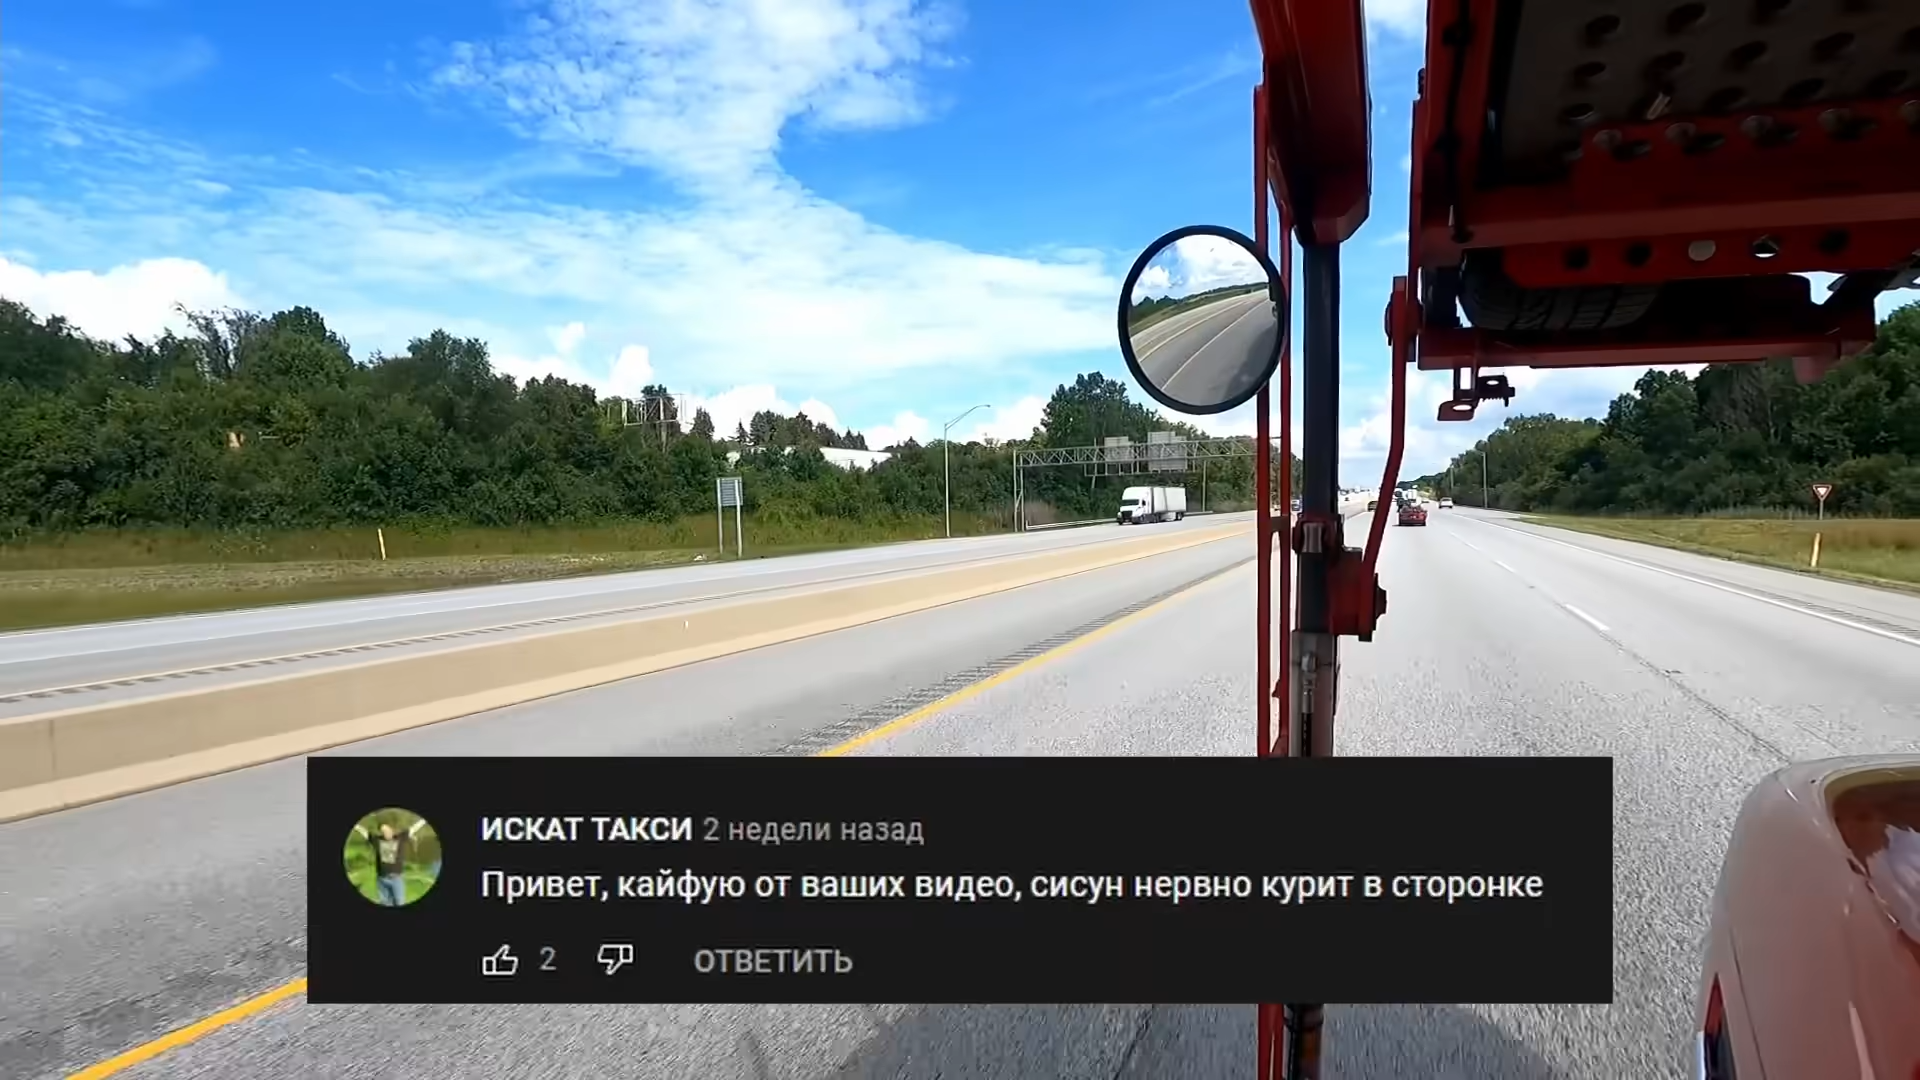 ИСКАТ ТАКСИ 2 недели назад
Привет, кайфую от ваших видео, сисун нервно курит в сторонке
2 ОТВЕТИТЬ